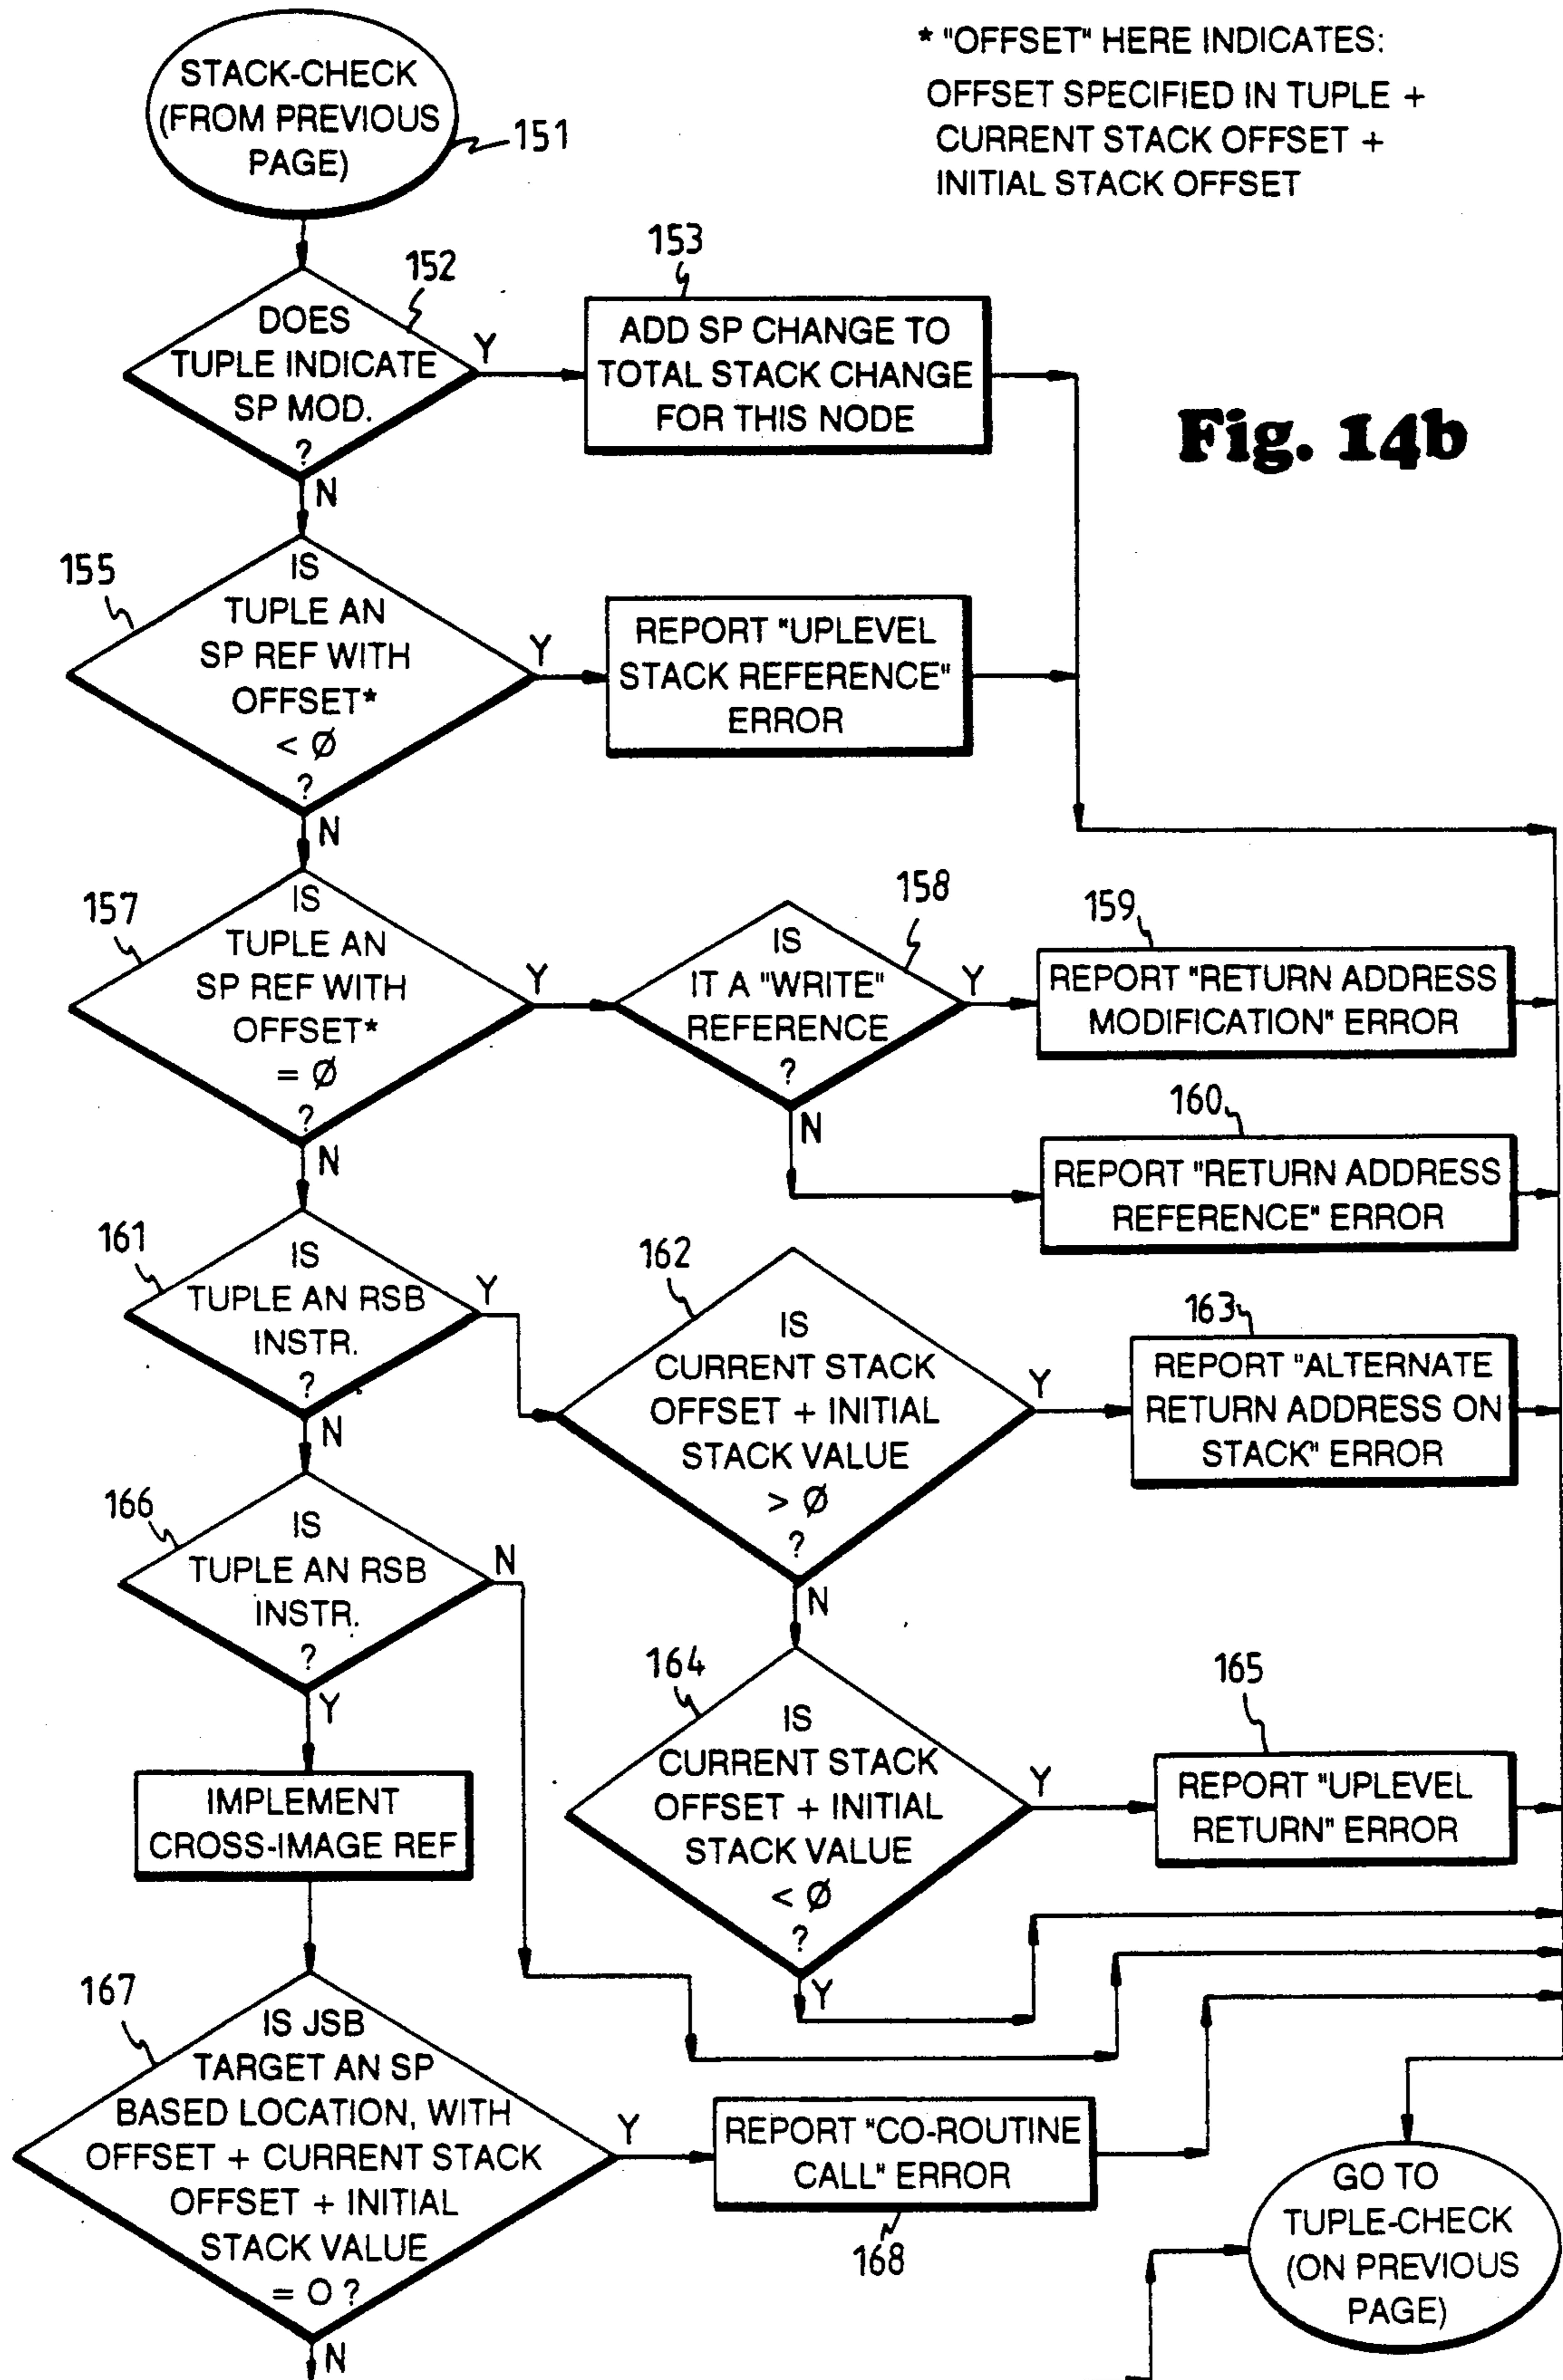 STACK-CHECK
(FROM PREVIOUS
PAGE)
151
* "OFFSET" HERE INDICATES:
OFFSET SPECIFIED IN TUPLE +
CURRENT STACK OFFSET +
INITIAL STACK OFFSET
152
DOES
TUPLE INDICATE
SP MOD.
?
Y
N
153
ADD SP CHANGE TO
TOTAL STACK CHANGE
FOR THIS NODE
Fig. 14b
155
IS
TUPLE AN
SP REF WITH
OFFSET*
< Ø
?
Y
N
REPORT "UPLEVEL
STACK REFERENCE"
ERROR
157
IS
TUPLE AN
SP REF WITH
OFFSET*
= Ø
?
Y
N
158
IS
IT A "WRITE"
REFERENCE
?
Y
N
159
REPORT "RETURN ADDRESS
MODIFICATION" ERROR
160
REPORT "RETURN ADDRESS
REFERENCE" ERROR
161
IS
TUPLE AN RSB
INSTR.
?
Y
N
162
IS
CURRENT STACK
OFFSET + INITIAL
STACK VALUE
> Ø
?
Y
N
163
REPORT "ALTERNATE
RETURN ADDRESS ON
STACK" ERROR
166
IS
TUPLE AN RSB
INSTR.
?
N
Y
164
IS
CURRENT STACK
OFFSET + INITIAL
STACK VALUE
< Ø
?
Y
Y
165
REPORT "UPLEVEL
RETURN" ERROR
IMPLEMENT
CROSS-IMAGE REF
167
IS JSB
TARGET AN SP
BASED LOCATION, WITH
OFFSET + CURRENT STACK
OFFSET + INITIAL
STACK VALUE
= O ?
Y
N
REPORT "CO-ROUTINE
CALL" ERROR
168
GO TO
TUPLE-CHECK
(ON PREVIOUS
PAGE)